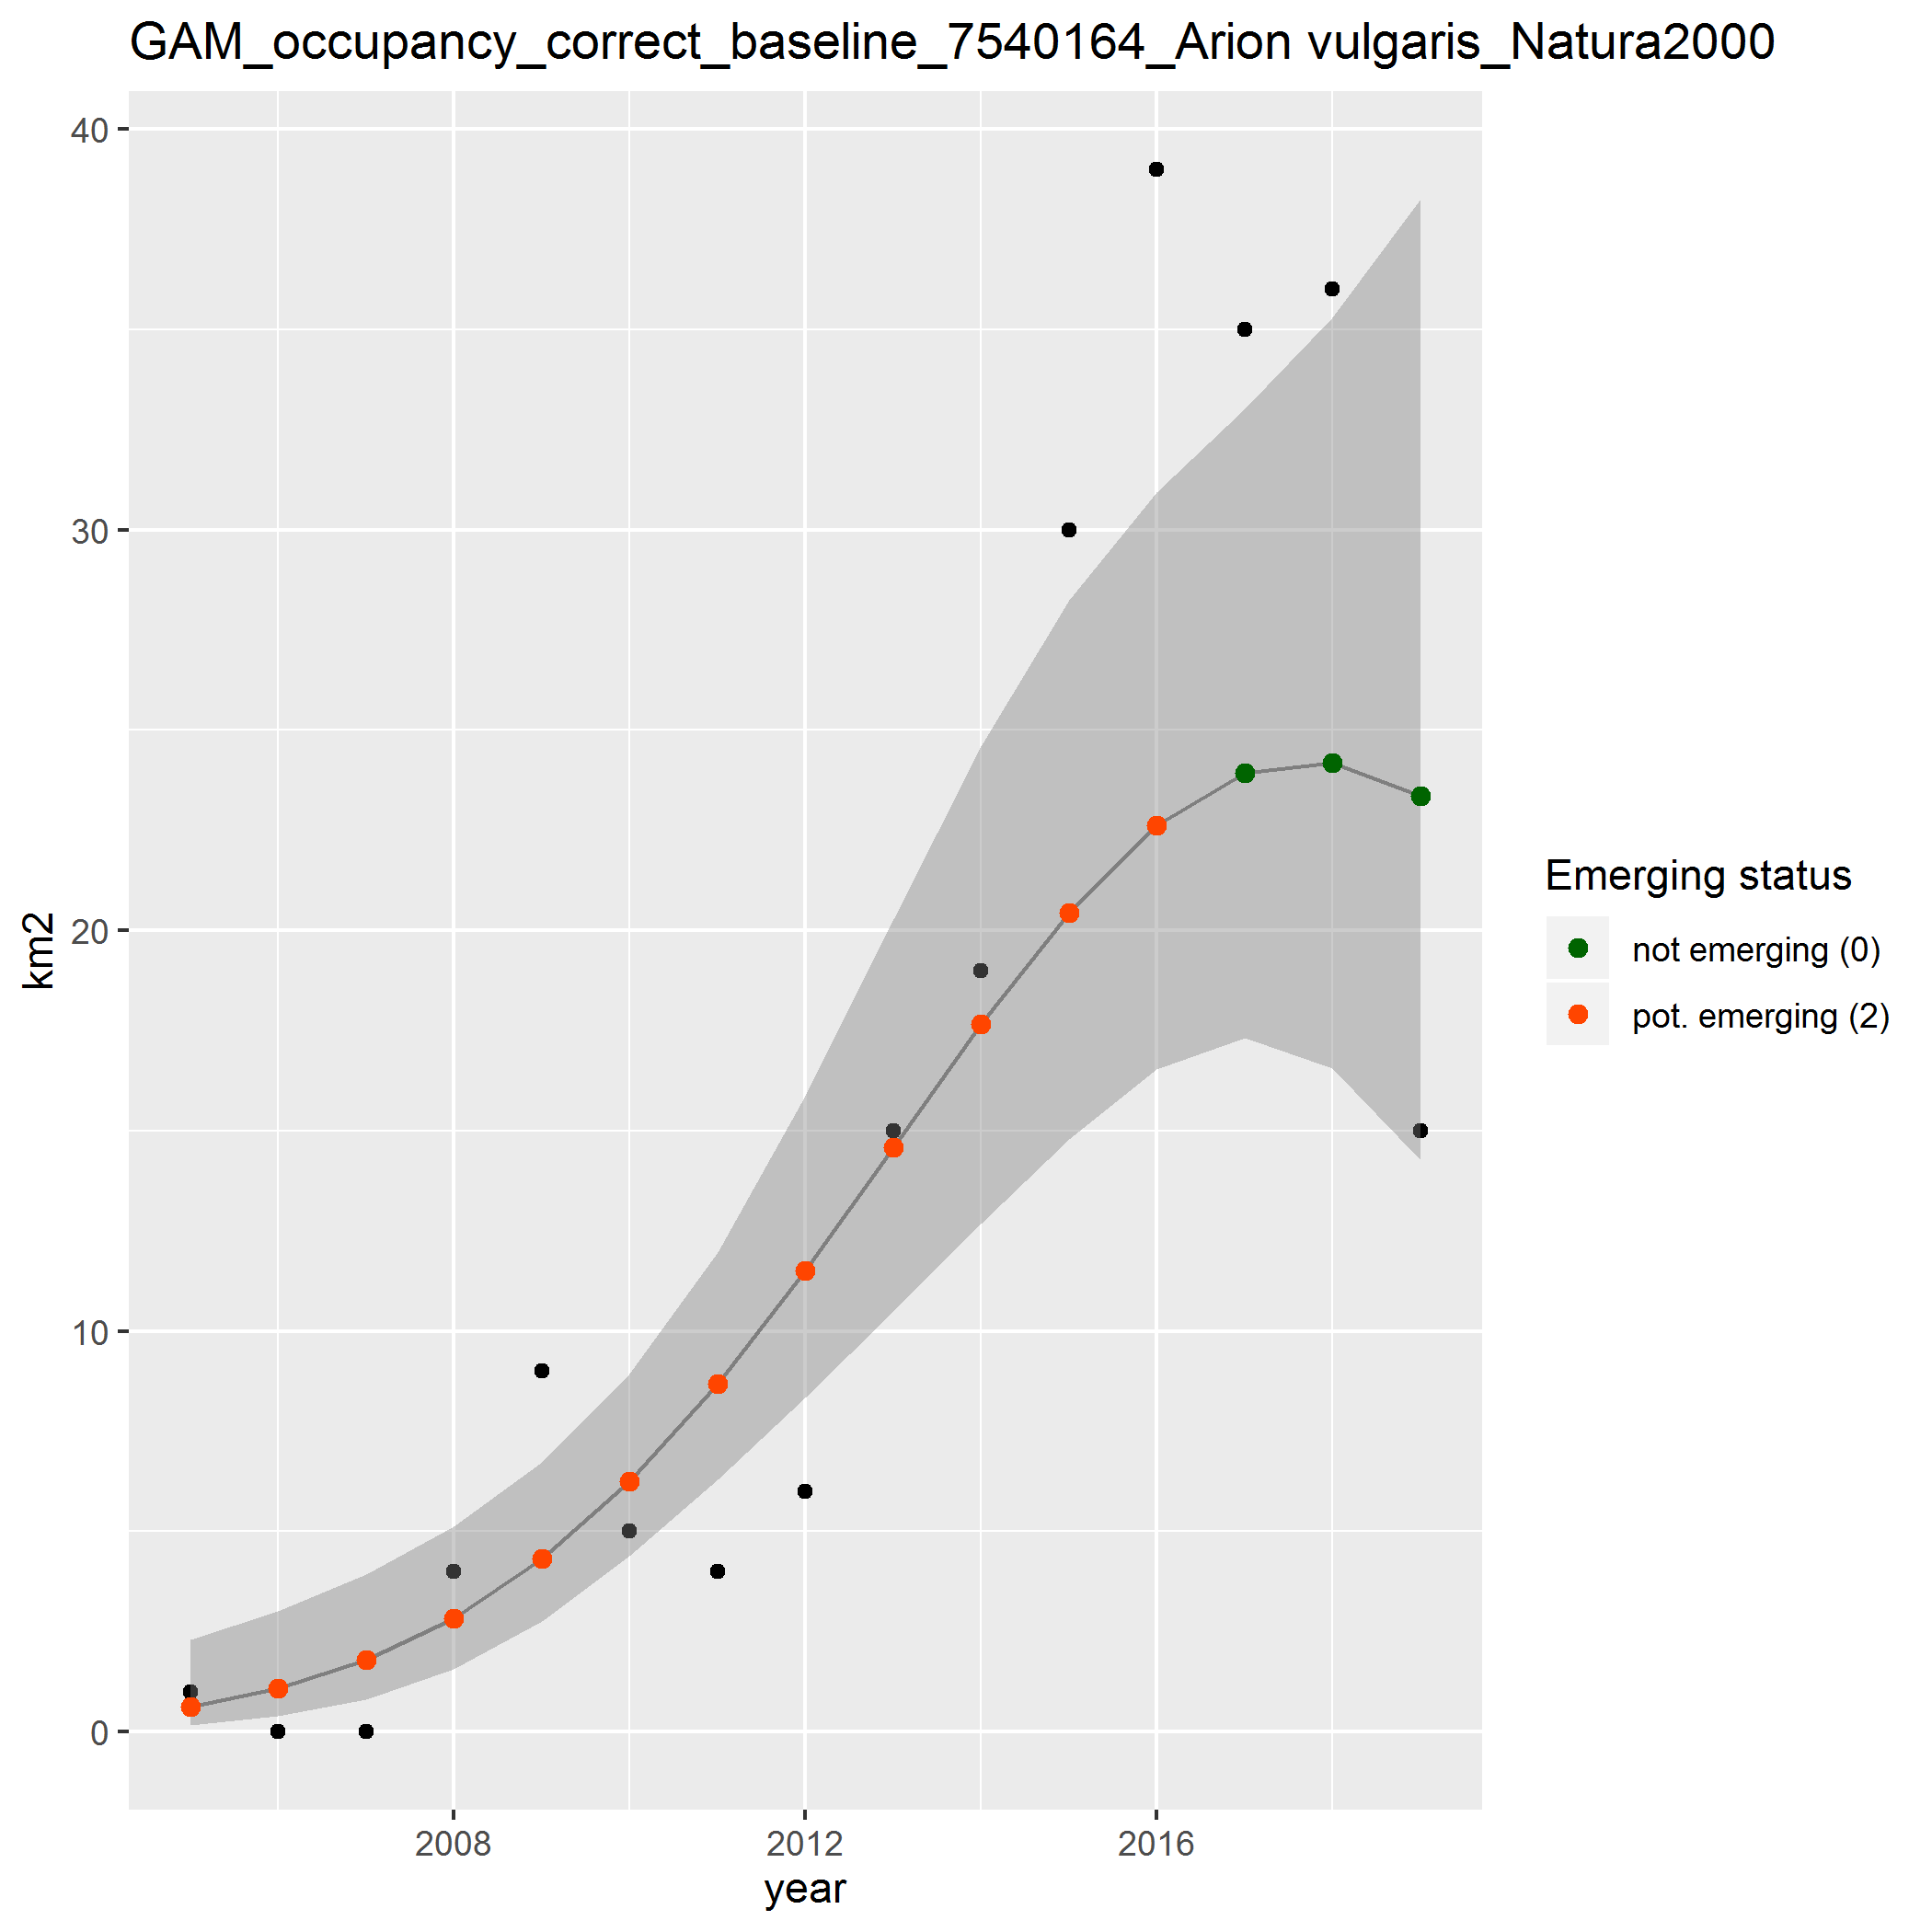 GAM_occupancy_correct_baseline_7540164_Arion vulgaris_Natura2000
40
30
20
10
0
km2
2008
2012
2016
year
Emerging status
not emerging (0)
pot. emerging (2)